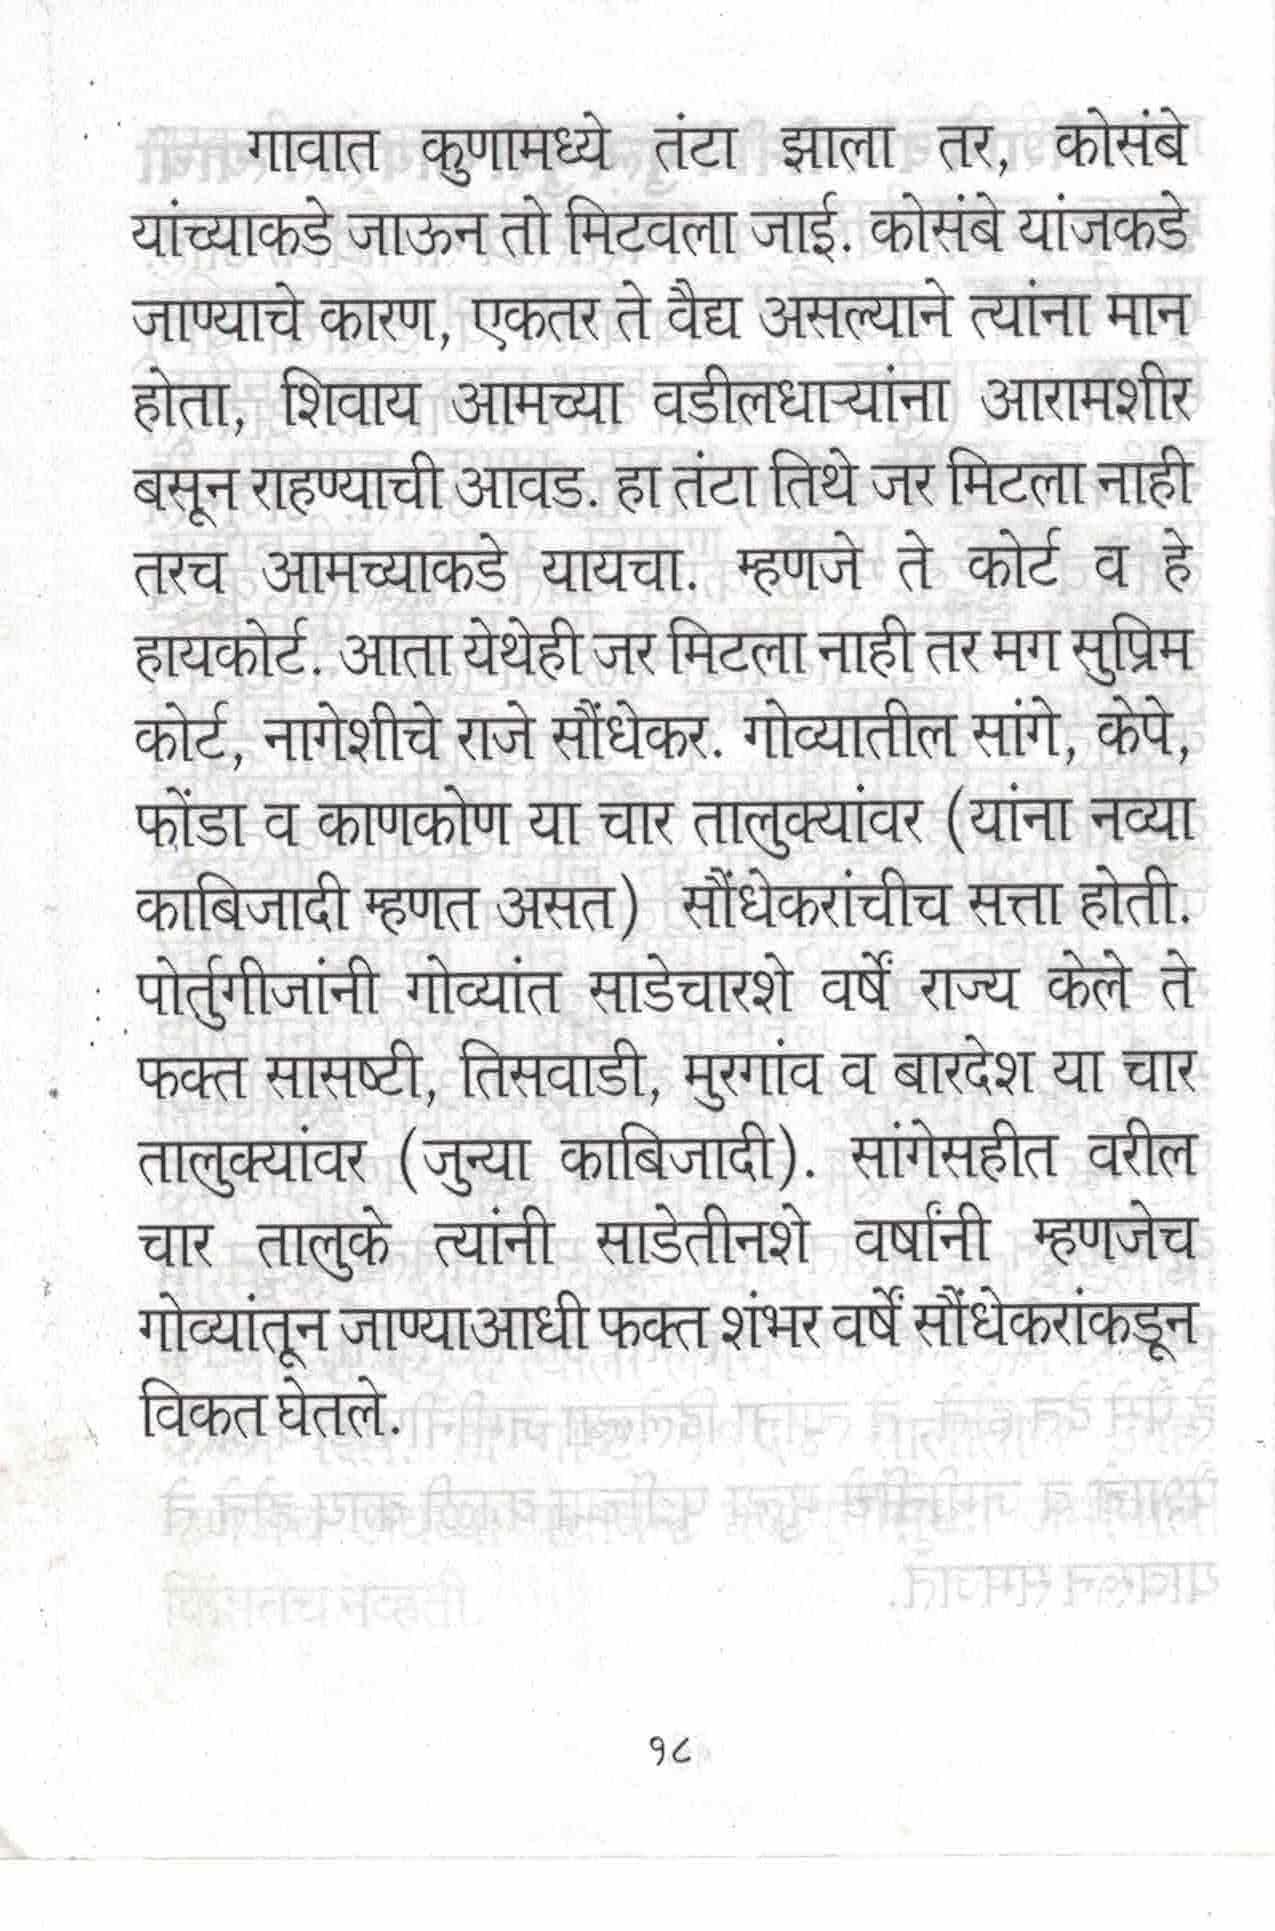 गावात कुणामध्ये तंटा झाला तर, कोसंबे
यांच्याकडे जाऊन तो मिटवला जाई. कोसंबे यांजकडे
जाण्याचे कारण, एकतर ते वैद्य असल्याने त्यांना मान
होता, शिवाय आमच्या वडीलधाऱ्यांना आरामशीर
बसून राहण्याची आवड. हा तंटा तिथे जर मिटला नाही
तरच आमच्याकडे यायचा. म्हणजे ते कोर्ट व हे
हायकोर्ट. आता येथेही जर मिटला नाही तर मग सुप्रिम
कोर्ट, नागेशीचे राजे सौंधेकर. गोव्यातील सांगे, केपे,
फोंडा व काणकोण या चार तालुक्यांवर (यांना नव्या
काबिजादी म्हणत असत) सौंधेकरांचीच सत्ता होती.
पोर्तुगीजांनी गोव्यांत साडेचारशे वर्षें राज्य केले ते
फक्त सासष्टी, तिसवाडी, मुरगांव व बारदेश या चार
तालुक्यांवर (जुन्या काबिजादी). सांगेसहीत वरील
चार तालुके त्यांनी साडेतीनशे वर्षांनी म्हणजेच
गोव्यांतून जाण्याआधी फक्त शंभर वर्षें सौंधेकरांकडून
विकत घेतले.
१८